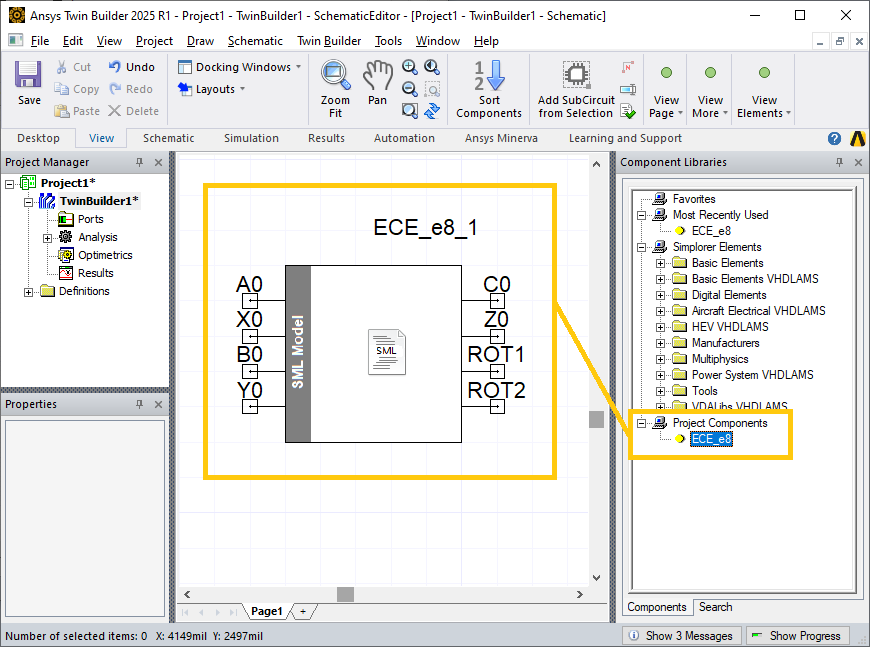 Ansys Twin Builder 2025 R1 - Project1 - TwinBuilder1 - SchematicEditor - [Project1 - TwinBuilder1 - Schematic]
File Edit View Project Draw Schematic Twin Builder Tools Window Help
Save
Cut
Copy
Paste
Undo
Redo
Delete
Docking Windows
Layouts
Zoom
Fit
Pan
1
2
Sort
Components
Add SubCircuit
from Selection
N
View
Page
View
More
View
Elements
Desktop View Schematic Simulation Results Automation Ansys Minerva Learning and Support
Project Manager
Project1*
TwinBuilder1*
Ports
Analysis
Optimetrics
Results
Definitions
Properties
ECE_e8_1
A0
X0
B0
Y0
SML Model
SML
C0
Z0
ROT1
ROT2
Page1 +
Component Libraries
Favorites
Most Recently Used
ECE_e8
Simplorer Elements
Basic Elements
Basic Elements VHDLAMS
Digital Elements
Aircraft Electrical VHDLAMS
HEV VHDLAMS
Manufacturers
Multiphysics
Power System VHDLAMS
Tools
VDALibs VHDLAMS
Project Components
ECE_e8
Components Search
Number of selected items: 0 X: 4149mil Y: 2497mil
Show 3 Messages Show Progress